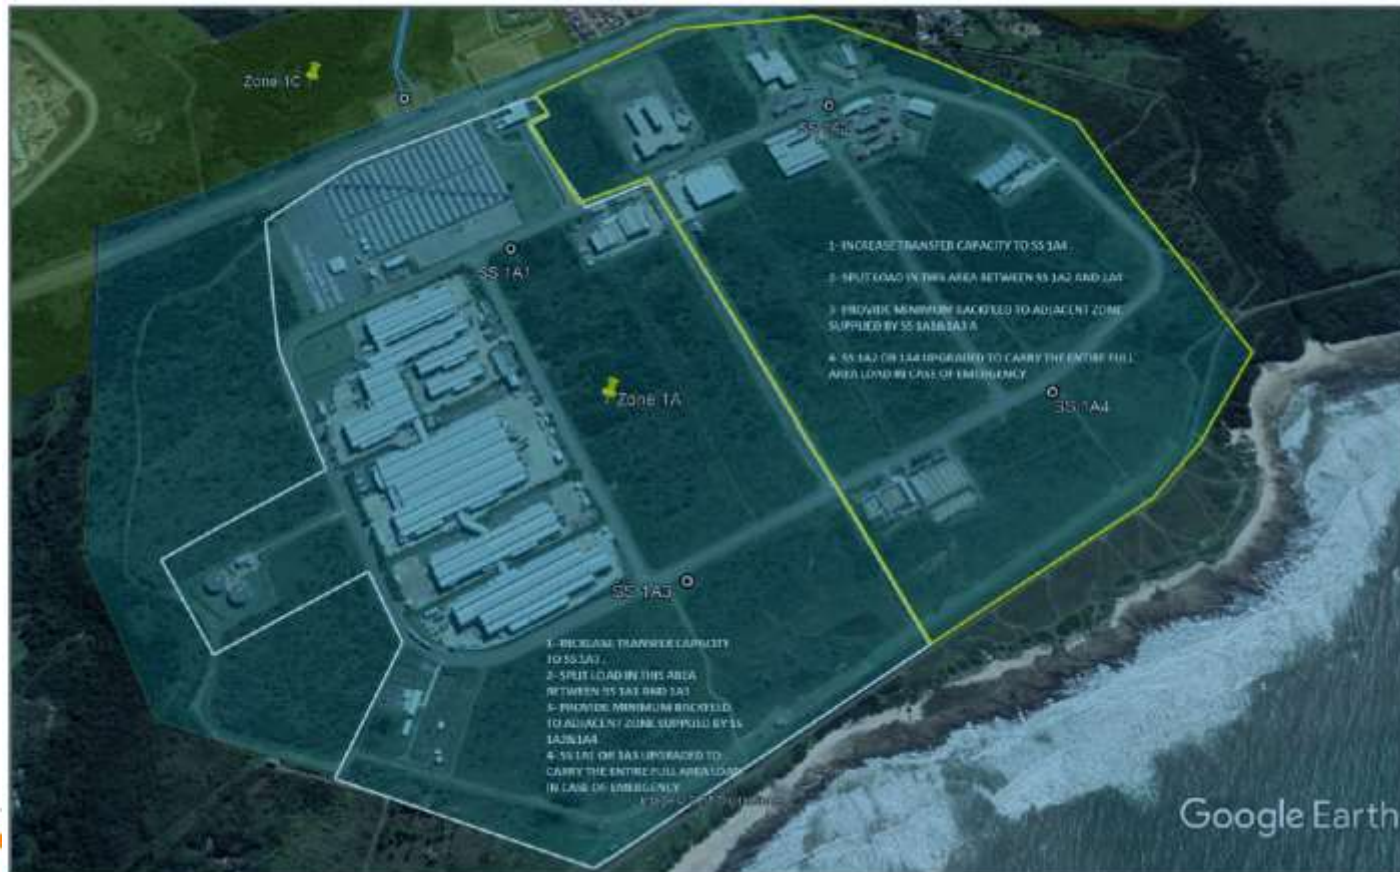 Zone 1C
SS 1A1
1- INCREASE TRANSFER CAPACITY TO SS 1A4
2- SPLIT LOAD IN THIS AREA BETWEEN SS 1A2 AND 1A4
3- PROVIDE MINIMUM BACKFEED TO ADJACENT ZONE
SUPPLIED BY SS 1A1&1A3
4- SS 1A2 OR 1A4 UPGRADED TO CARRY THE ENTIRE FULL
AREA LOAD IN CASE OF EMERGENCY
Zone 1A
SS 1A4
SS 1A3
1- INCREASE TRANSFER CAPACITY
TO SS
2- SPLIT LOAD IN THIS AREA
BETWEEN SS 1A1 AND 1A3
3- PROVIDE MINIMUM BACKFEED
TO ADJACENT ZONE SUPPLIED BY SS
1A2&1A4
4- SS 1A1 OR 1A3 UPGRADED TO
CARRY THE ENTIRE FULL AREA LOAD
IN CASE OF EMERGENCY
Google Earth